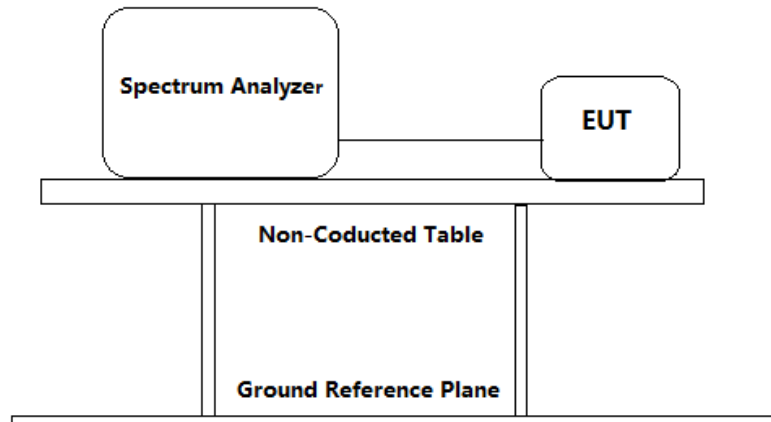 Spectrum Analyzer
EUT
Non-Coducted Table
Ground Reference Plane